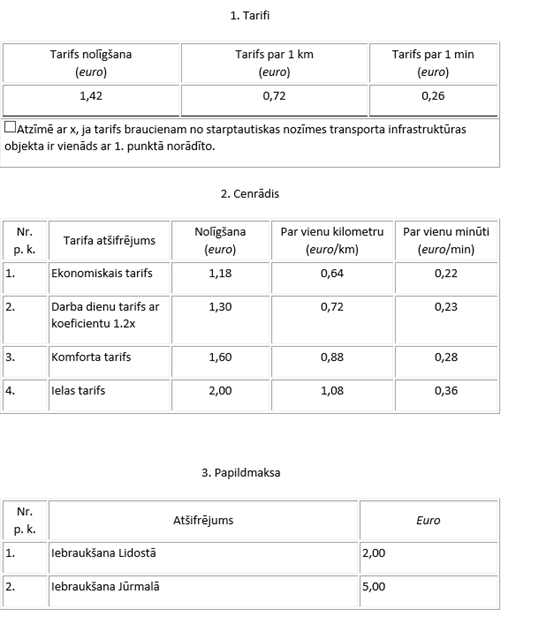 1. Tarifi
Tarifs nolīgšana
(euro)
Tarifs par 1 km
(euro)
Tarifs par 1 min
(euro)
1,42
0,72
0,26
Atzīmē ar x, ja tarifs braucienam no starptautiskas nozīmes transporta infrastruktūras
objekta ir vienāds ar 1. punktā norādīto.
2. Cenrādis
Nr.
p. k.
Tarifa atšifrējums
Nolīgšana
(euro)
Par vienu kilometru
(euro/km)
Par vienu minūti
(euro/min)
1.
Ekonomiskais tarifs
1,18
0,64
0,22
2.
Darba dienu tarifs ar
koeficientu 1.2x
1,30
0,72
0,23
3.
Komforta tarifs
1,60
0,88
0,28
4.
Ielas tarifs
2,00
1,08
0,36
3. Papildmaksa
Nr.
p. k.
Atšifrējums
Euro
1.
Iebraukšana Lidostā
2,00
2.
Iebraukšana Jūrmalā
5,00